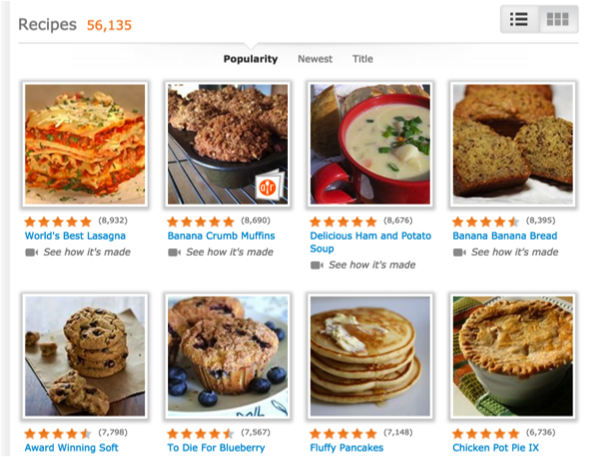 Recipes 56,135
Popularity Newest Title
(8,932) (8,690) (8,676) (8,395)
World's Best Lasagna
Banana Crumb Muffins
Delicious Ham and Potato
Soup
Banana Banana Bread
See how it's made
See how it's made
See how it's made
See how it's made
(7,798) (7,567) (7,148) (6,736)
Award Winning Soft
To Die For Blueberry
Fluffy Pancakes
Chicken Pot Pie IX